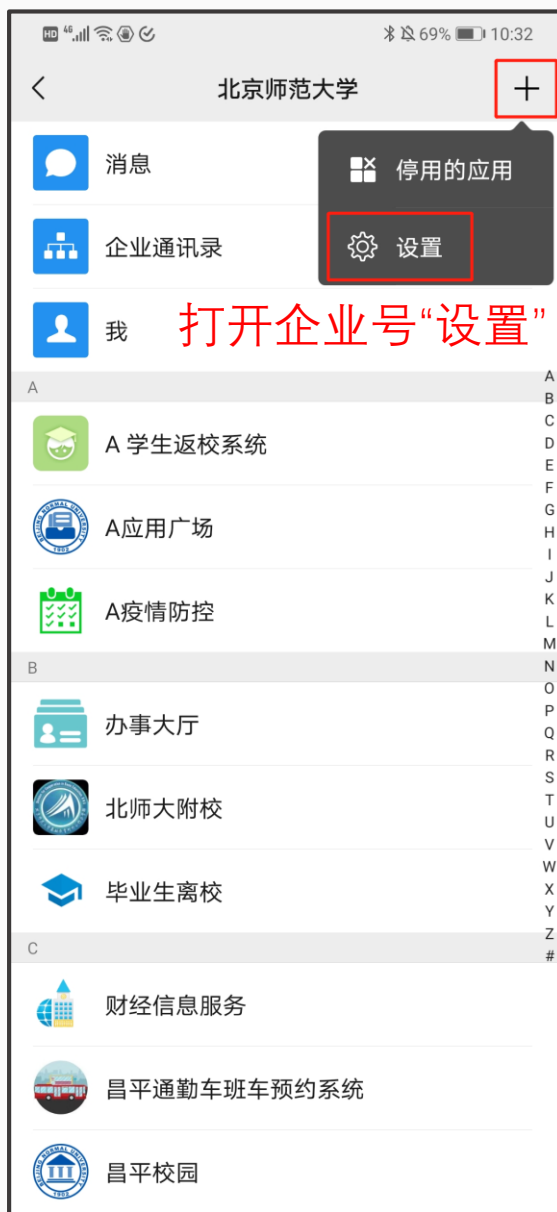 HD 46 69% 10:32
北京师范大学
消息
停用的应用
企业通讯录
设置
我
打开企业号“设置”
A
A 学生返校系统
A应用广场
A疫情防控
B
办事大厅
北师大附校
毕业生离校
C
财经信息服务
昌平通勤车班车预约系统
昌平校园
A
B
C
D
E
F
G
H
I
J
K
L
M
N
O
P
Q
R
S
T
U
V
W
X
Y
Z
#